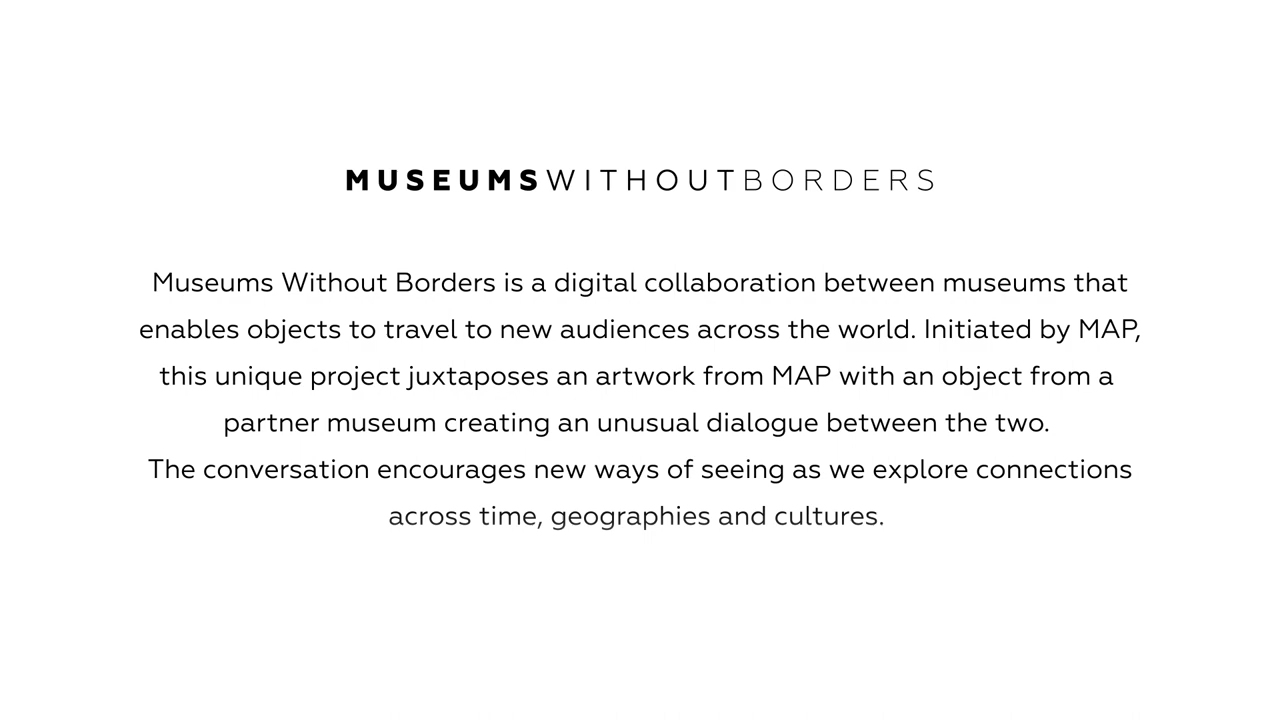 MUSEUMSWITHOUTBORDERS
Museums Without Borders is a digital collaboration between museums that
enables objects to travel to new audiences across the world. Initiated by MAP,
this unique project juxtaposes an artwork from MAP with an object from a
partner museum creating an unusual dialogue between the two.
The conversation encourages new ways of seeing as we explore connections
across time, geographies and cultures.